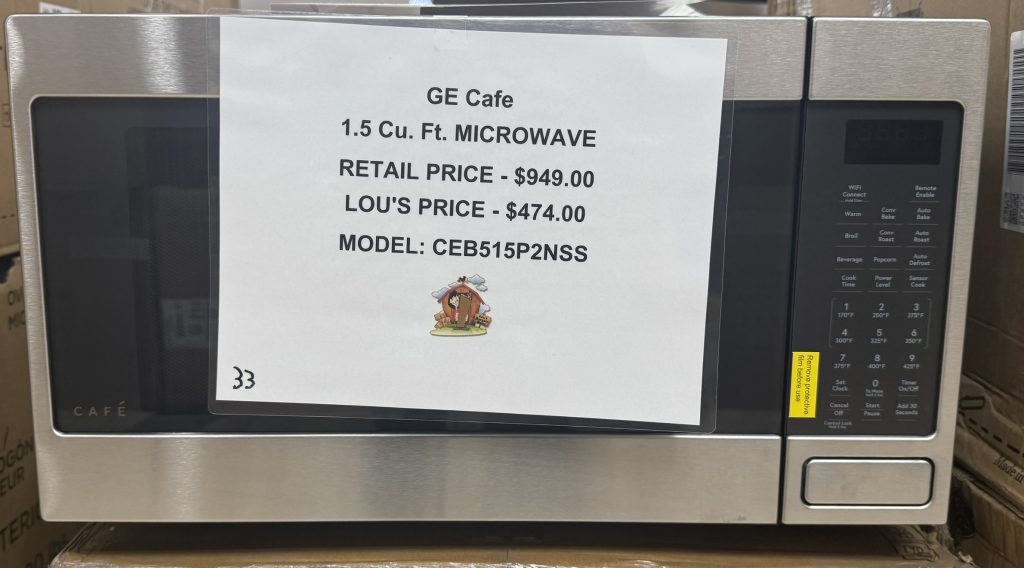 GE Cafe
1.5 Cu. Ft. MICROWAVE
RETAIL PRICE - $949.00
LOU'S PRICE - $474.00
MODEL: CEB515P2NSS
33
CAFÉ
WiFi Connect
Remote Enable
Warm
Conv Bake
Auto Bake
Broil
Conv Roast
Auto Roast
Beverage
Popcorn
Auto Defrost
Cook Time
Power Level
Sensor Cook
1 2 3
170°F 250°F 275°F
4 5 6
300°F 325°F 350°F
7 8 9
375°F 400°F 425°F
Set Clock
0
Timer On/Off
Cancel Off
Start Pause
Add 30 Seconds
Control Lock
Remove protective
film before use
Made in